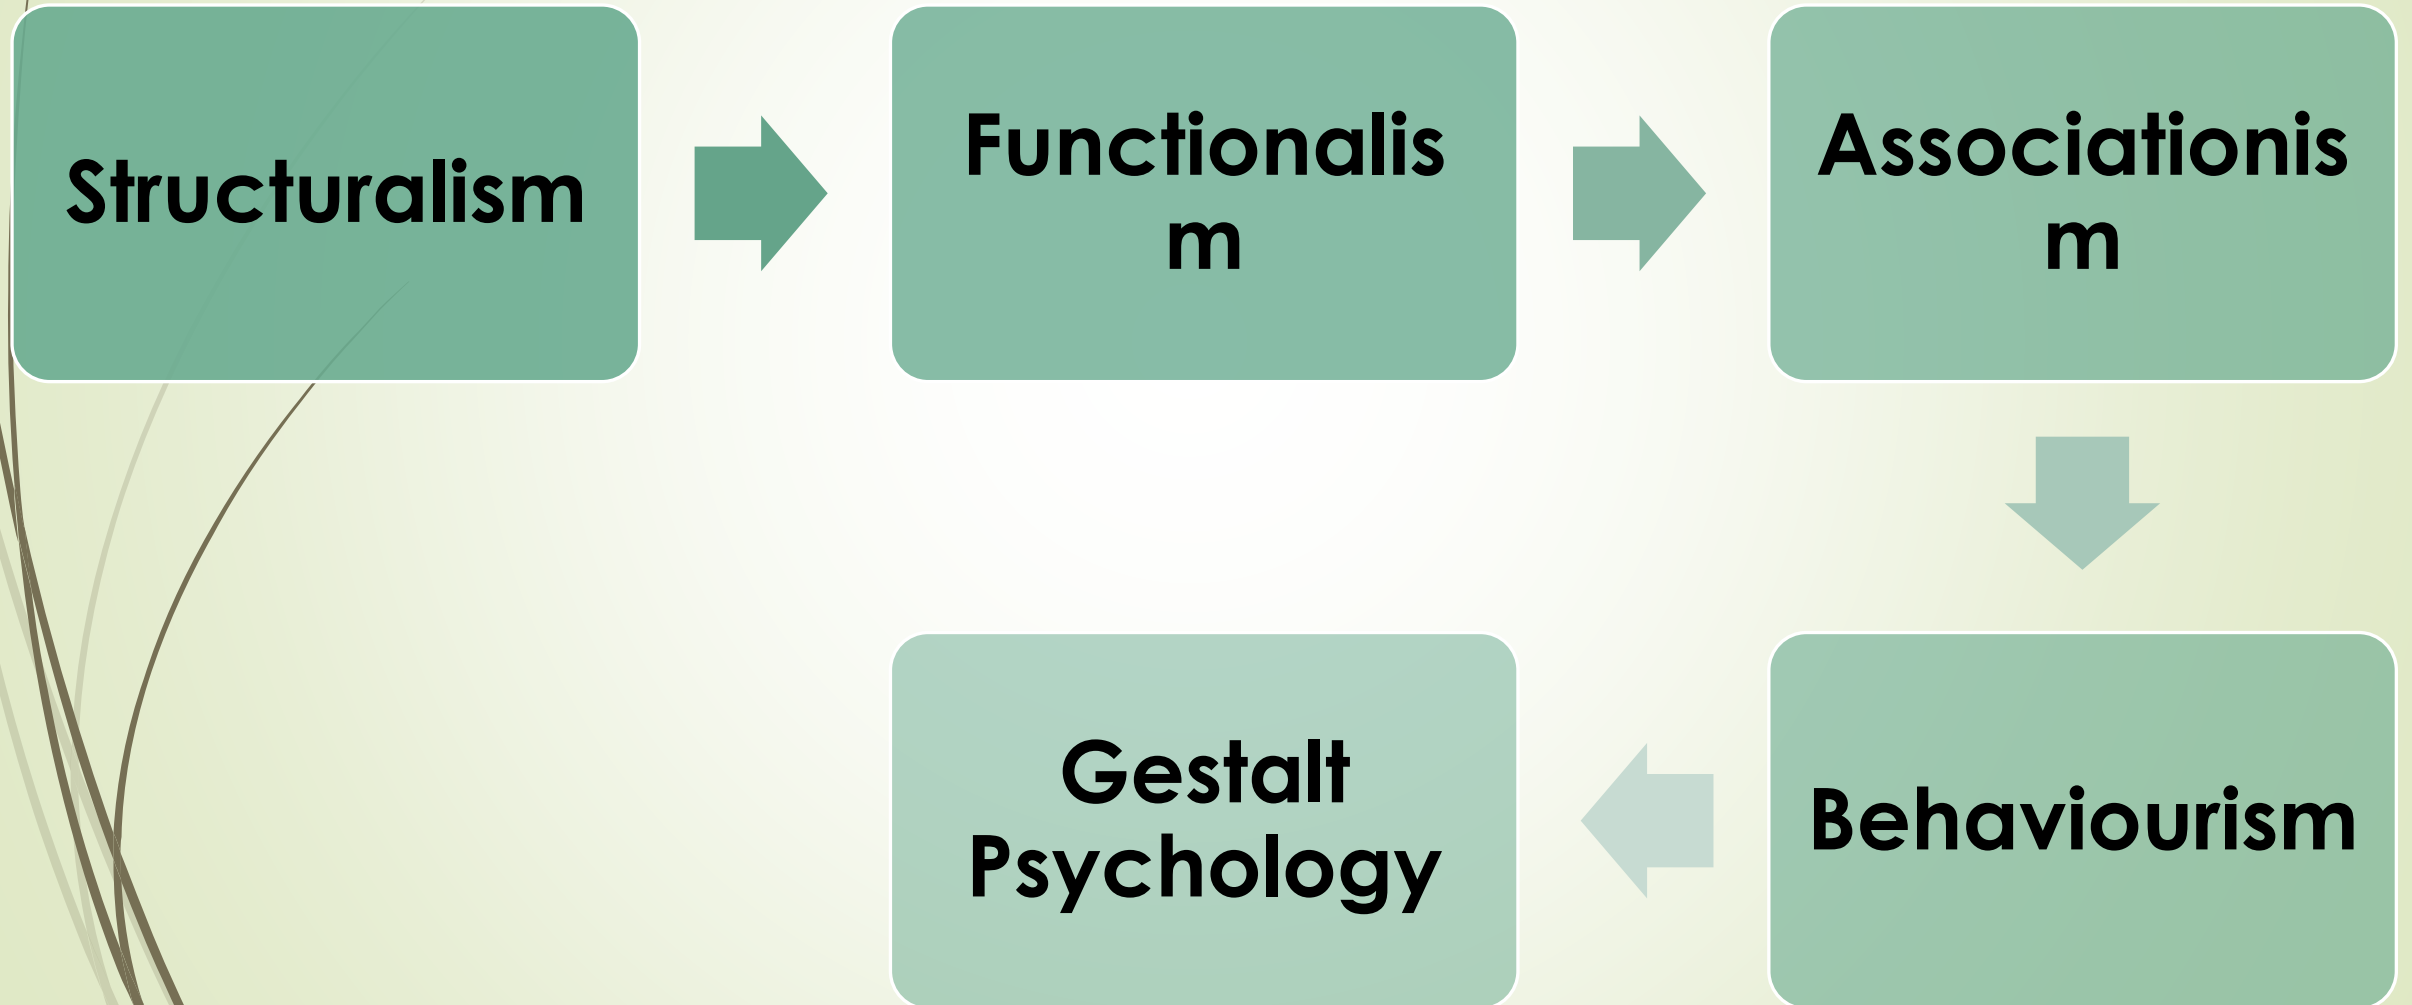 Structuralism
Functionalis
m
Associationis
m
Behaviourism
Gestalt
Psychology